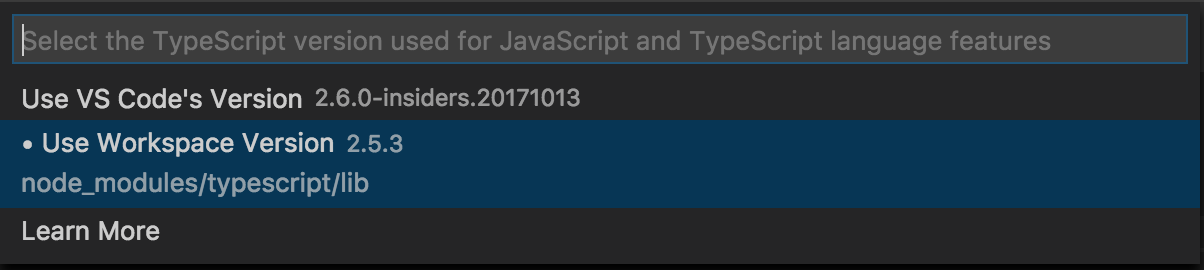 Select the TypeScript version used for JavaScript and TypeScript language features
Use VS Code's Version 2.6.0-insiders.20171013
• Use Workspace Version 2.5.3
node_modules/typescript/lib
Learn More